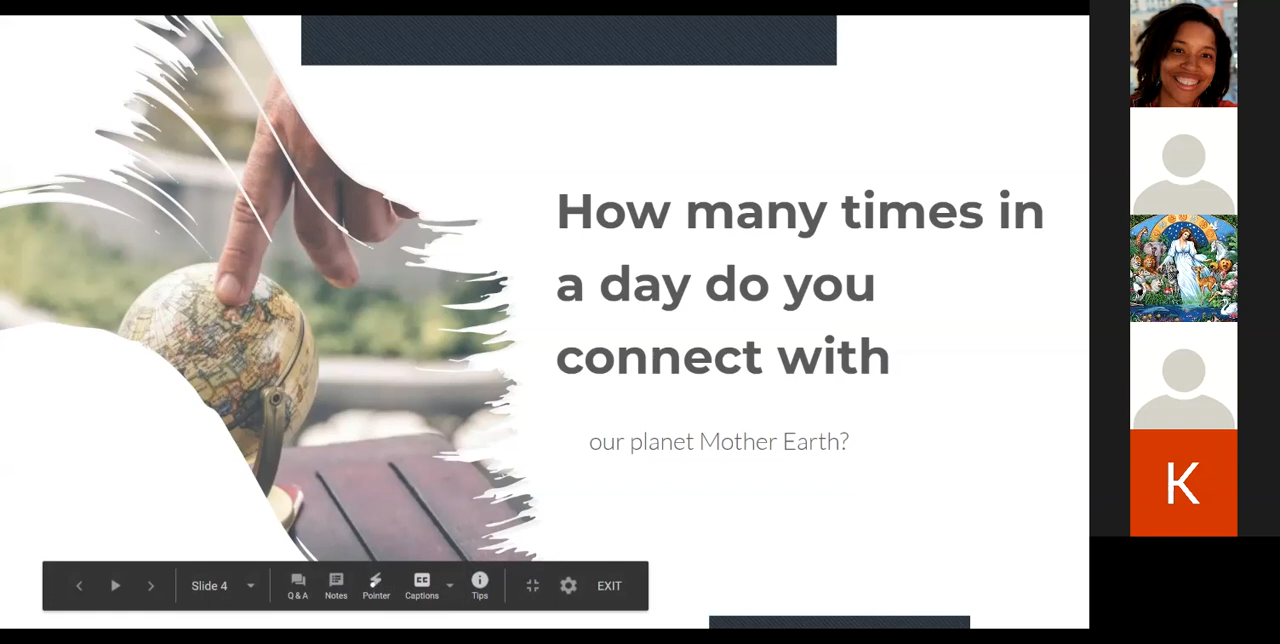 How many times in
a day do you
connect with
our planet Mother Earth?
K
Slide 4
Q & A
Notes
Pointer
CC
Captions
Tips
EXIT